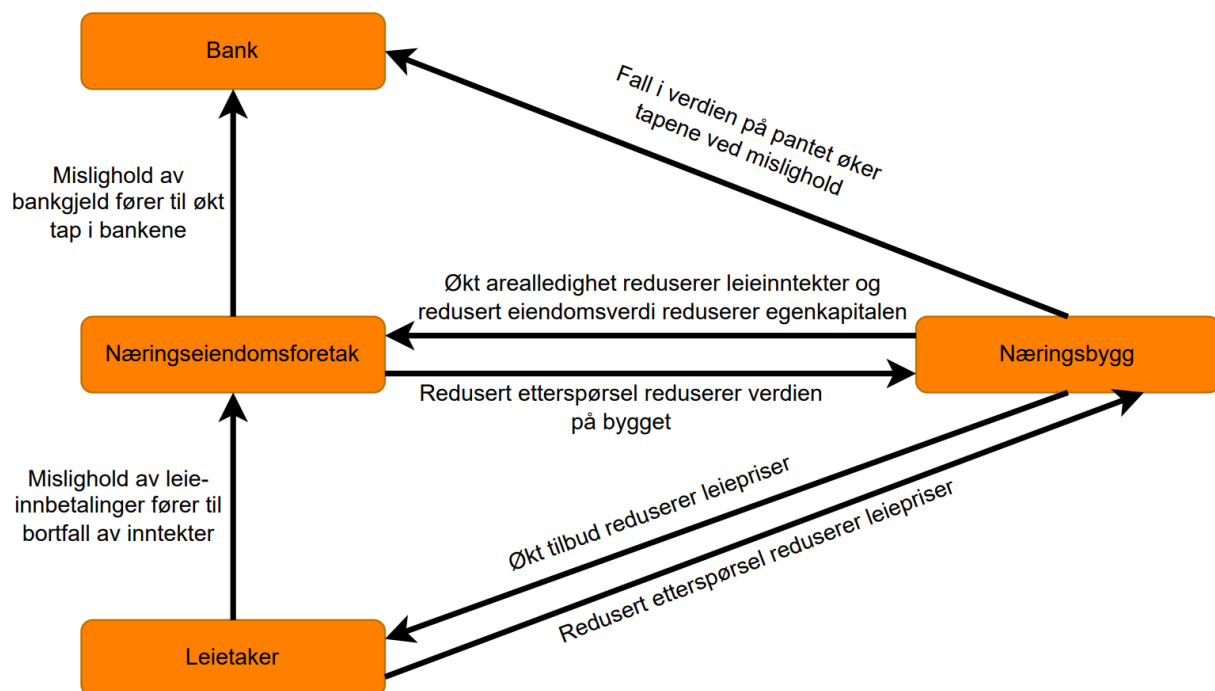 Bank
Fall i verdien på pantet øker
tapene ved mislighold
Mislighold av
bankgjeld fører til økt
tap i bankene
Økt arealledighet reduserer leieinntekter og
redusert eiendomsverdi reduserer egenkapitalen
Næringseiendomsforetak
Næringsbygg
Redusert etterspørsel reduserer verdien
på bygget
Mislighold av leie-
innbetalinger fører til
bortfall av inntekter
Økt tilbud reduserer leiepriser
Redusert etterspørsel reduserer leiepriser
Leietaker